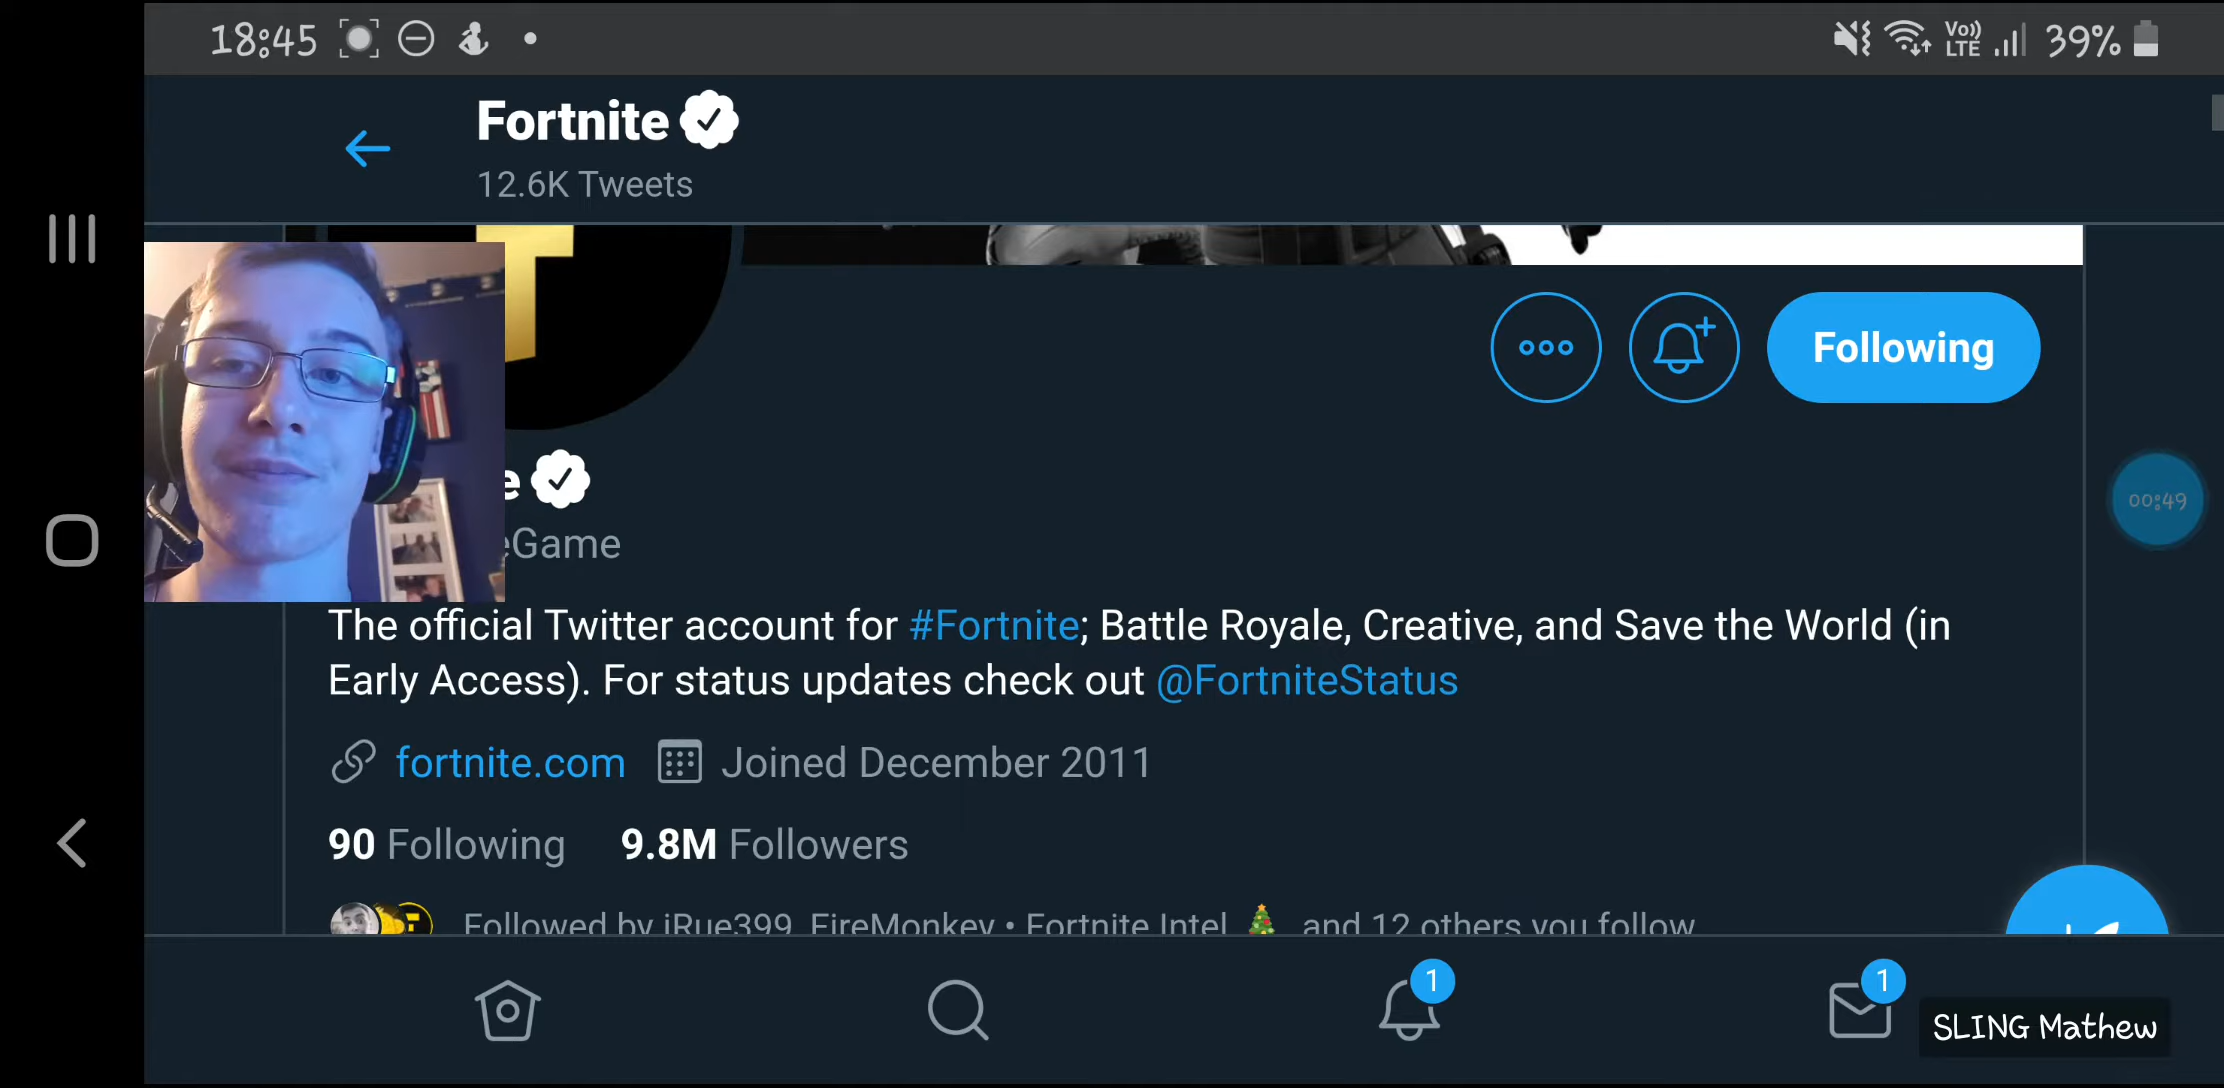 18:45
Vo)) LTE 39%
Fortnite
12.6K Tweets
Following
00:49
e
eGame
The official Twitter account for #Fortnite; Battle Royale, Creative, and Save the World (in
Early Access). For status updates check out @FortniteStatus
fortnite.com Joined December 2011
90 Following 9.8M Followers
Followed by iRue399, FireMonkey • Fortnite Intel 🎄 and 12 others you follow
1
1
SLING Mathew